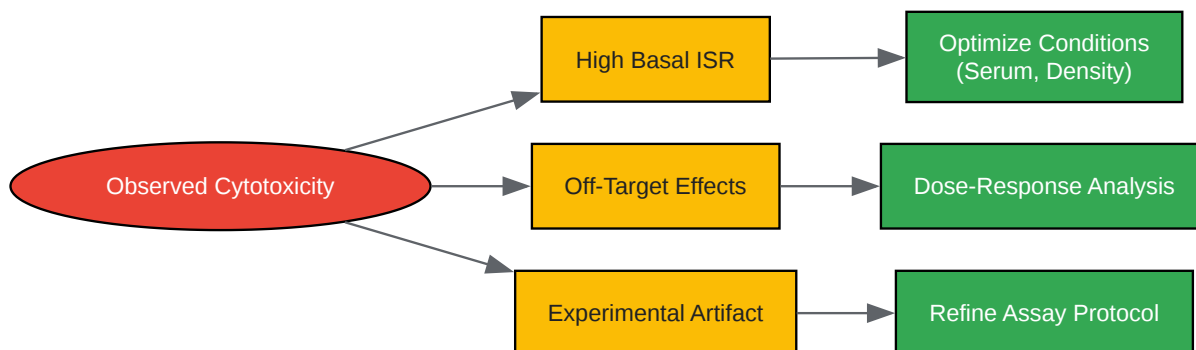 Observed Cytotoxicity
High Basal ISR
Optimize Conditions
(Serum, Density)
Off-Target Effects
Dose-Response Analysis
Experimental Artifact
Refine Assay Protocol